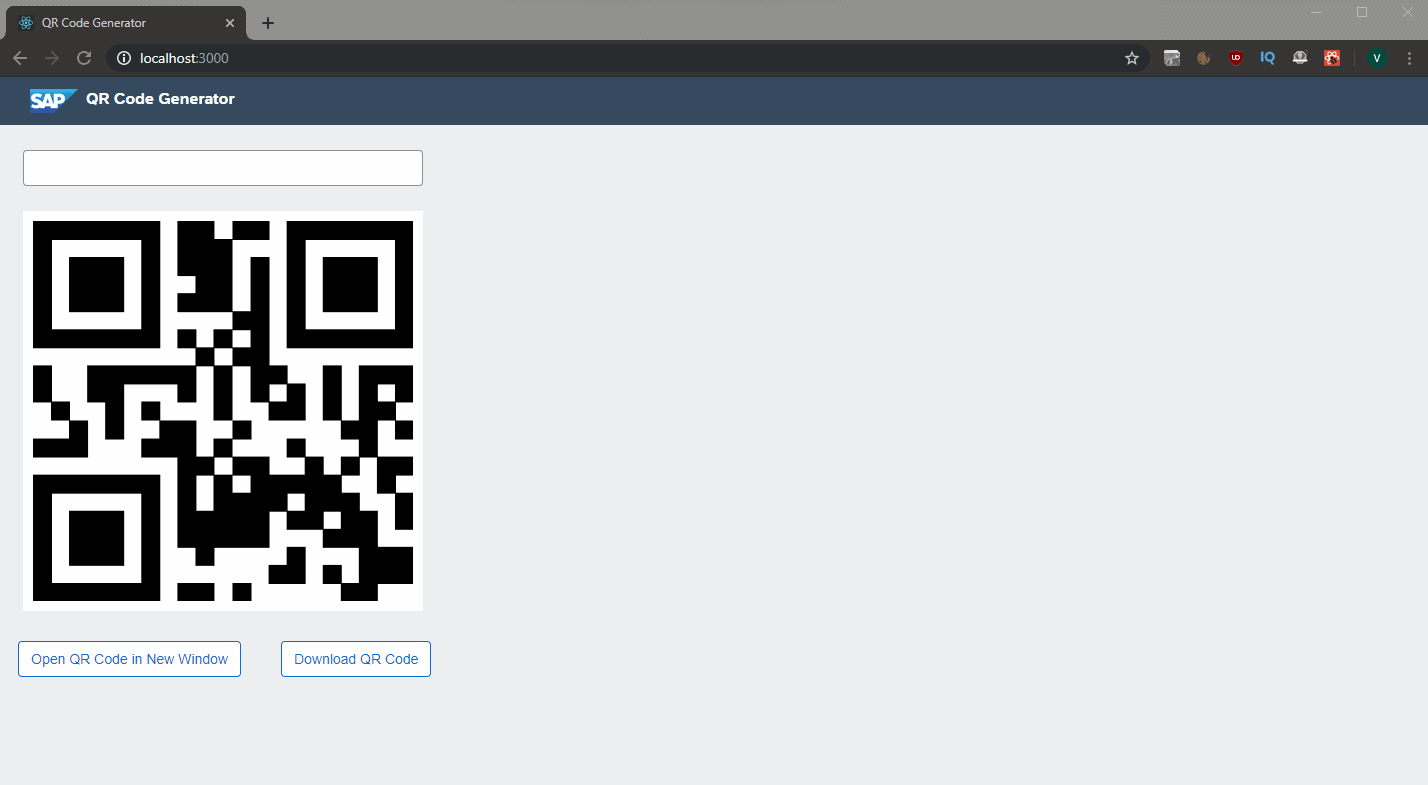 QR Code Generator
localhost:3000
UD
IQ
V
SAP QR Code Generator
Open QR Code in New Window
Download QR Code